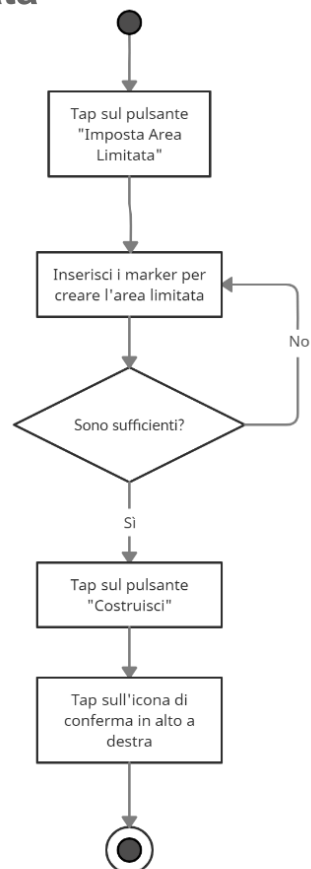 Tap sul pulsante
"Imposta Area
Limitata"
Inserisci i marker per
creare l'area limitata
No
Sono sufficienti?
Sì
Tap sul pulsante
"Costruisci"
Tap sull'icona di
conferma in alto a
destra